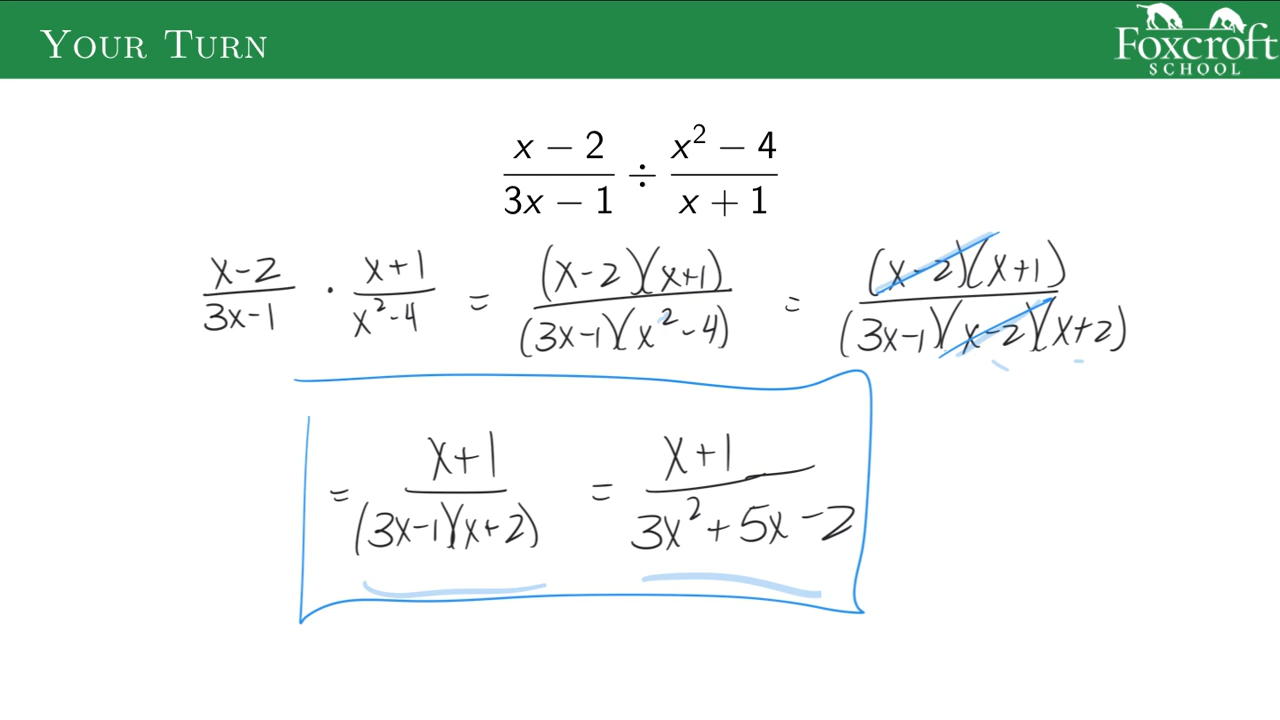 Your Turn
Foxcroft
SCHOOL
x − 2 / 3x − 1 ÷ x² − 4 / x + 1
x-2 / 3x-1 · x+1 / x²-4 = (x-2)(x+1) / (3x-1)(x²-4) = (x-2)(x+1) / (3x-1)(x-2)(x+2)
= x+1 / (3x-1)(x+2) = x+1 / 3x²+5x-2